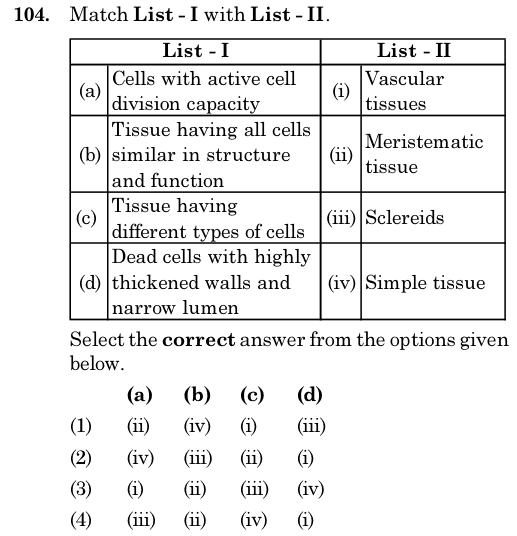 104. Match List - I with List - II.
List - I List - II
(a) Cells with active cell division capacity (i) Vascular tissues
(b) Tissue having all cells similar in structure and function (ii) Meristematic tissue
(c) Tissue having different types of cells (iii) Sclereids
(d) Dead cells with highly thickened walls and narrow lumen (iv) Simple tissue
Select the correct answer from the options given
below.
(a) (b) (c) (d)
(1) (ii) (iv) (i) (iii)
(2) (iv) (iii) (ii) (i)
(3) (i) (ii) (iii) (iv)
(4) (iii) (ii) (iv) (i)